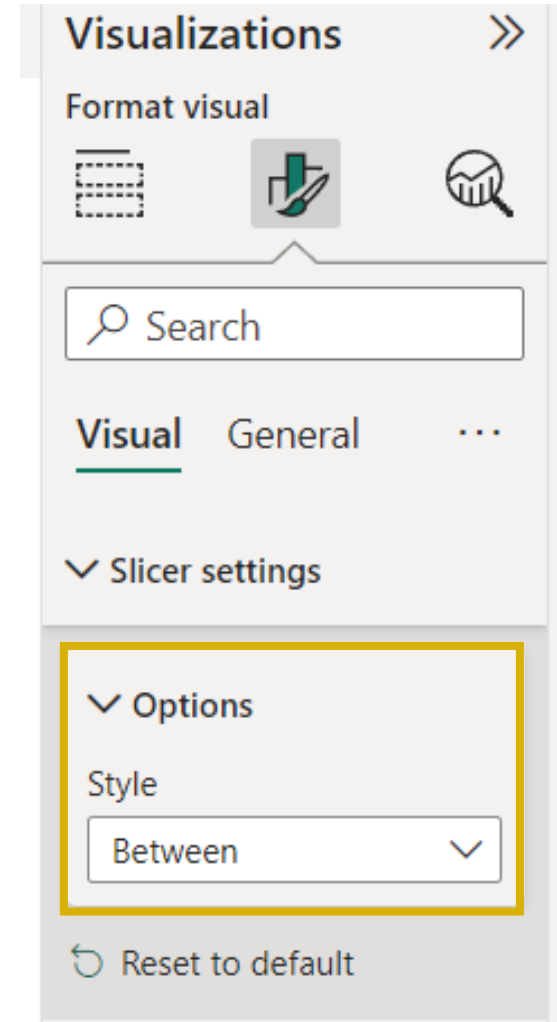 Visualizations
Format visual
Search
Visual General ...
Slicer settings
Options
Style
Between
Reset to default